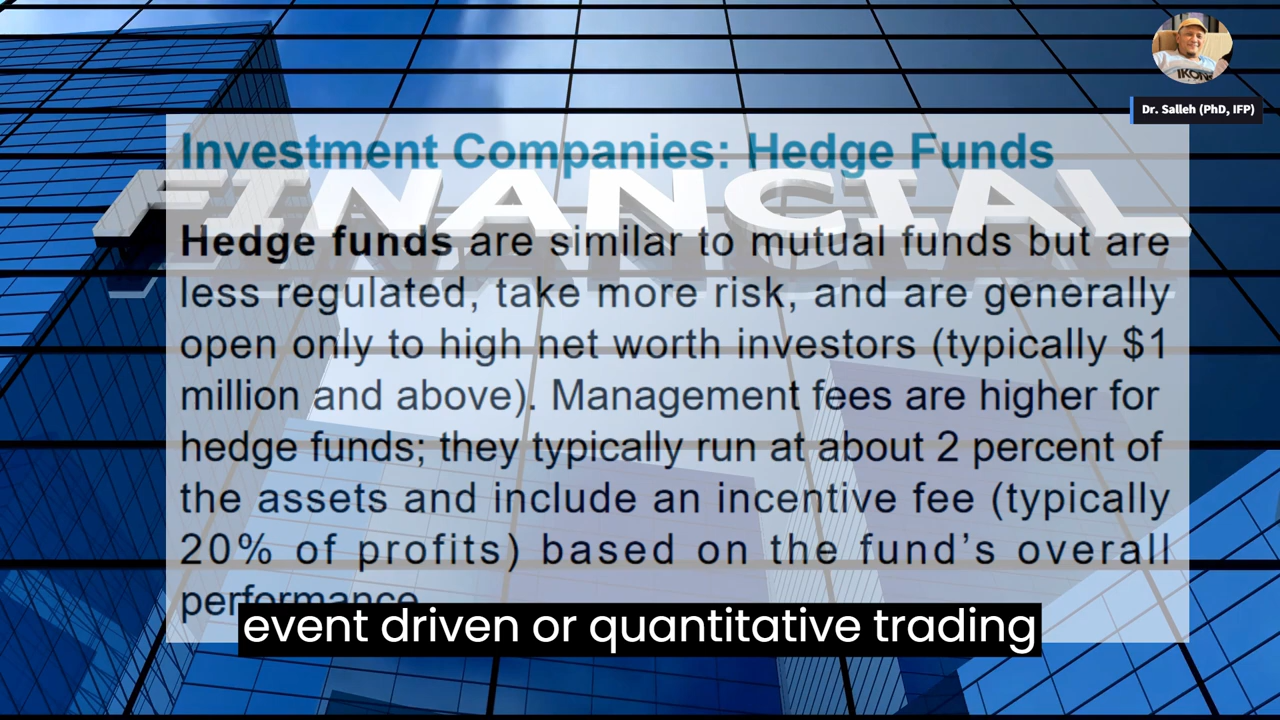 IKON
Dr. Salleh (PhD, IFP)
Investment Companies: Hedge Funds
FINANCIAL
Hedge funds are similar to mutual funds but are
less regulated, take more risk, and are generally
open only to high net worth investors (typically $1
million and above). Management fees are higher for
hedge funds; they typically run at about 2 percent of
the assets and include an incentive fee (typically
20% of profits) based on the fund’s overall
performance.
event driven or quantitative trading